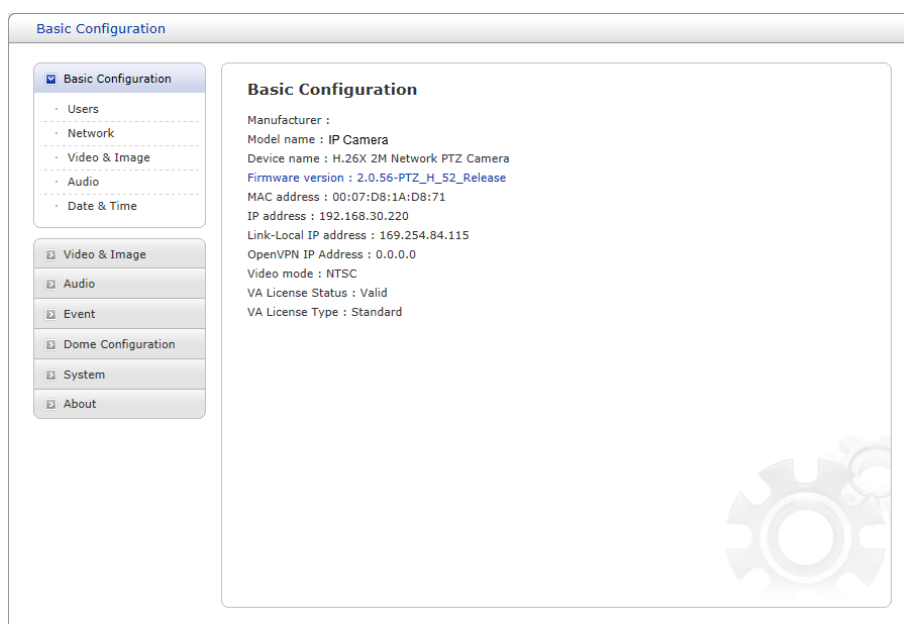 Basic Configuration
Basic Configuration
Users
Network
Video & Image
Audio
Date & Time
Video & Image
Audio
Event
Dome Configuration
System
About
Basic Configuration
Manufacturer :
Model name : IP Camera
Device name : H.26X 2M Network PTZ Camera
Firmware version : 2.0.56-PTZ_H_52_Release
MAC address : 00:07:D8:1A:D8:71
IP address : 192.168.30.220
Link-Local IP address : 169.254.84.115
OpenVPN IP Address : 0.0.0.0
Video mode : NTSC
VA License Status : Valid
VA License Type : Standard